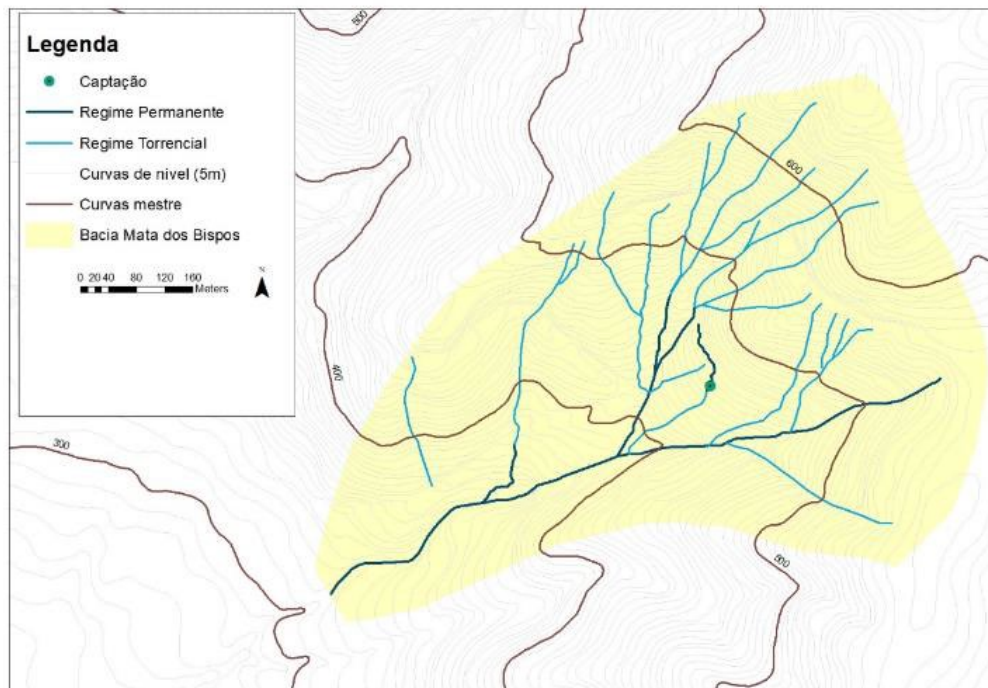 Legenda
Captação
Regime Permanente
Regime Torrencial
Curvas de nivel (5m)
Curvas mestre
Bacia Mata dos Bispos
0 20 40 80 120 160
Meters
N
500
600
400
300
500